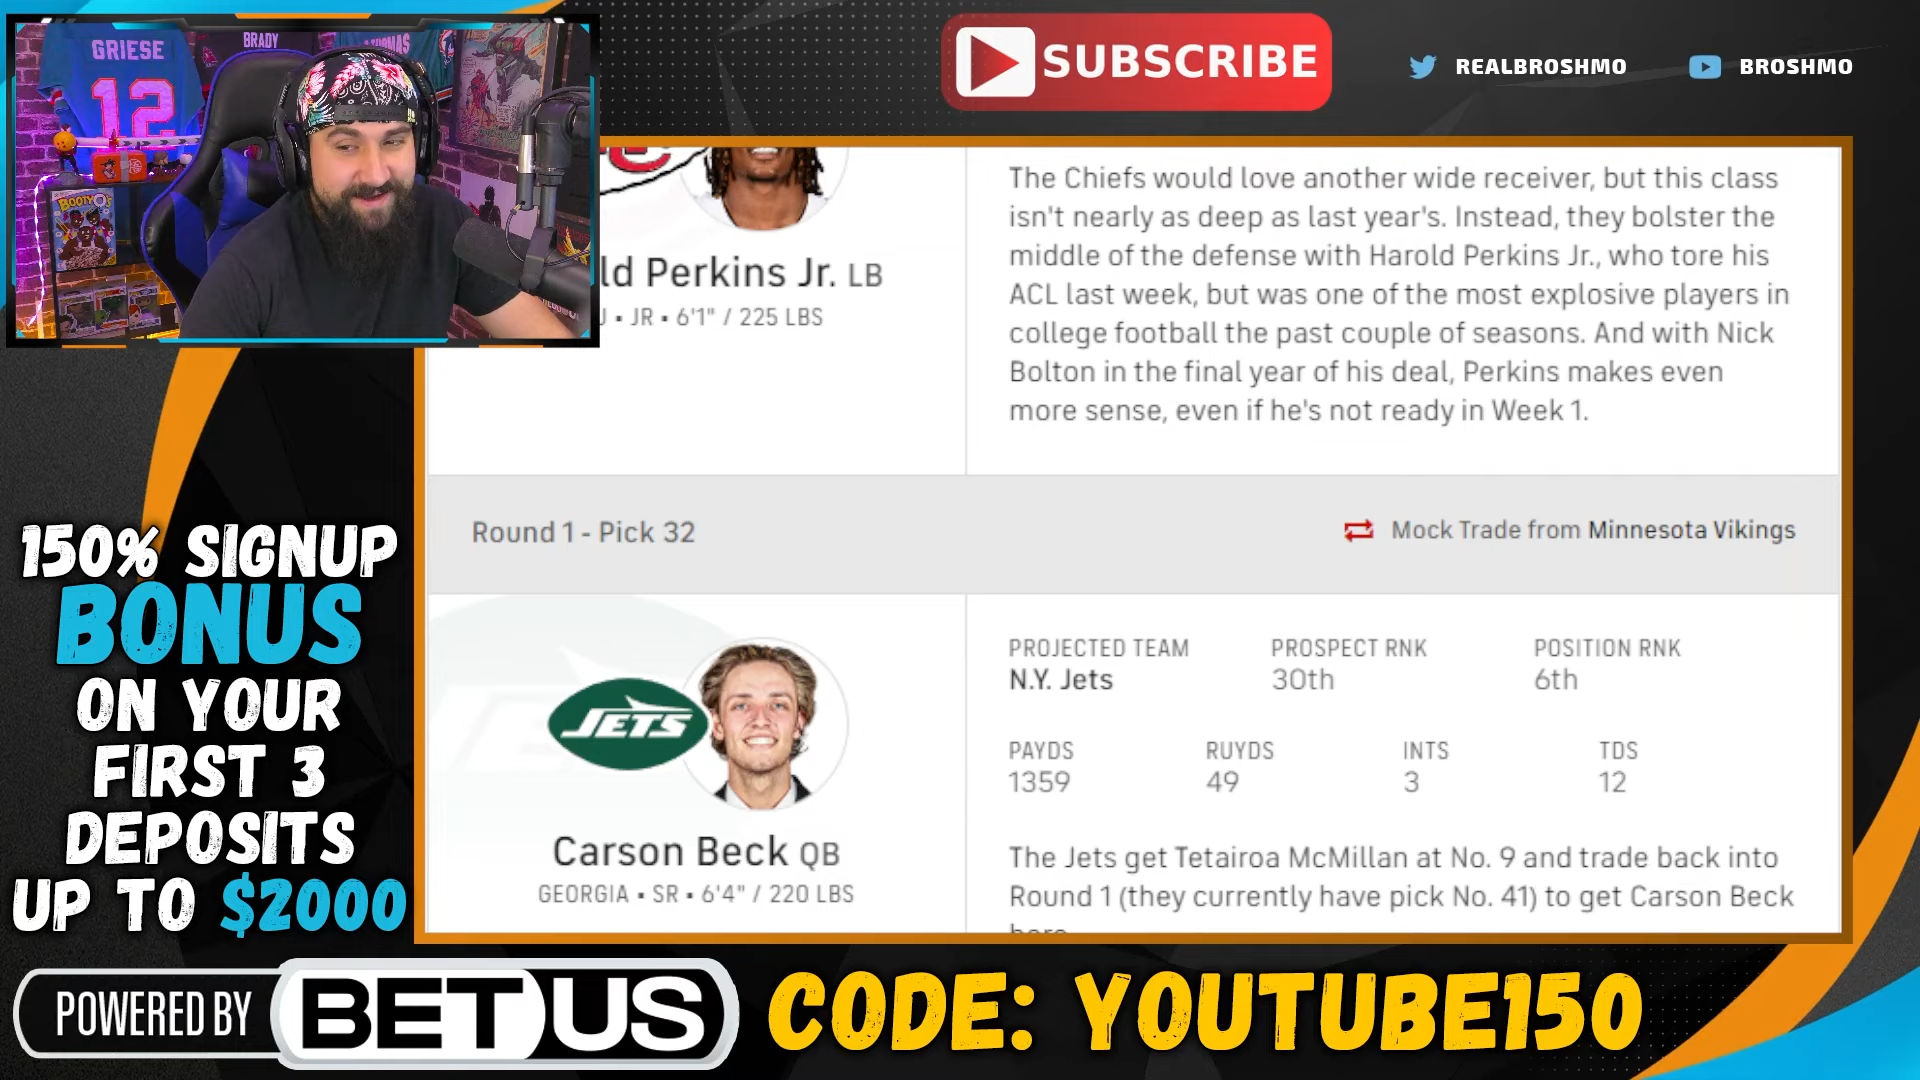 GRIESE
12
BRADY
THOMAS
BOOTY O's
SUBSCRIBE
REALBROSHMO
BROSHMO
ld Perkins Jr. LB
• JR • 6'1" / 225 LBS
The Chiefs would love another wide receiver, but this class
isn't nearly as deep as last year's. Instead, they bolster the
middle of the defense with Harold Perkins Jr., who tore his
ACL last week, but was one of the most explosive players in
college football the past couple of seasons. And with Nick
Bolton in the final year of his deal, Perkins makes even
more sense, even if he's not ready in Week 1.
Round 1 - Pick 32
Mock Trade from Minnesota Vikings
JETS
Carson Beck QB
GEORGIA • SR • 6'4" / 220 LBS
PROJECTED TEAM PROSPECT RNK POSITION RNK
N.Y. Jets 30th 6th
PAYDS RUYDS INTS TDS
1359 49 3 12
The Jets get Tetairoa McMillan at No. 9 and trade back into
Round 1 (they currently have pick No. 41) to get Carson Beck
here
150% SIGNUP
BONUS
ON YOUR
FIRST 3
DEPOSITS
UP TO $2000
POWERED BY BETUS
CODE: YOUTUBE150